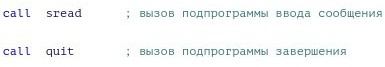 call sread ; вызов подпрограммы ввода сообщения
call quit ; вызов подпрограммы завершения